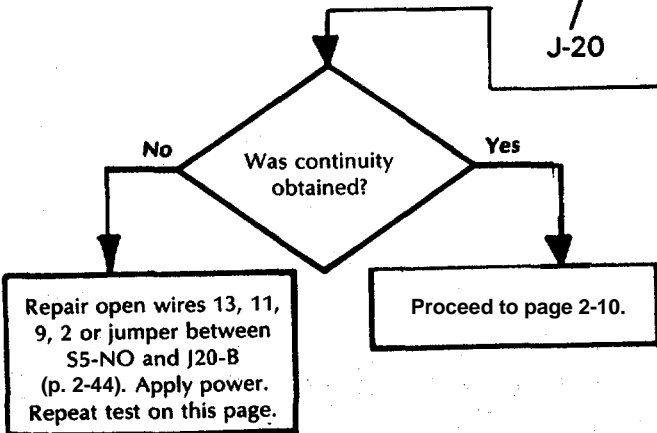 J-20
No
Yes
Was continuity
obtained?
Repair open wires 13, 11,
9, 2 or jumper between
S5-NO and J20-B
(p. 2-44). Apply power.
Repeat test on this page.
Proceed to page 2-10.